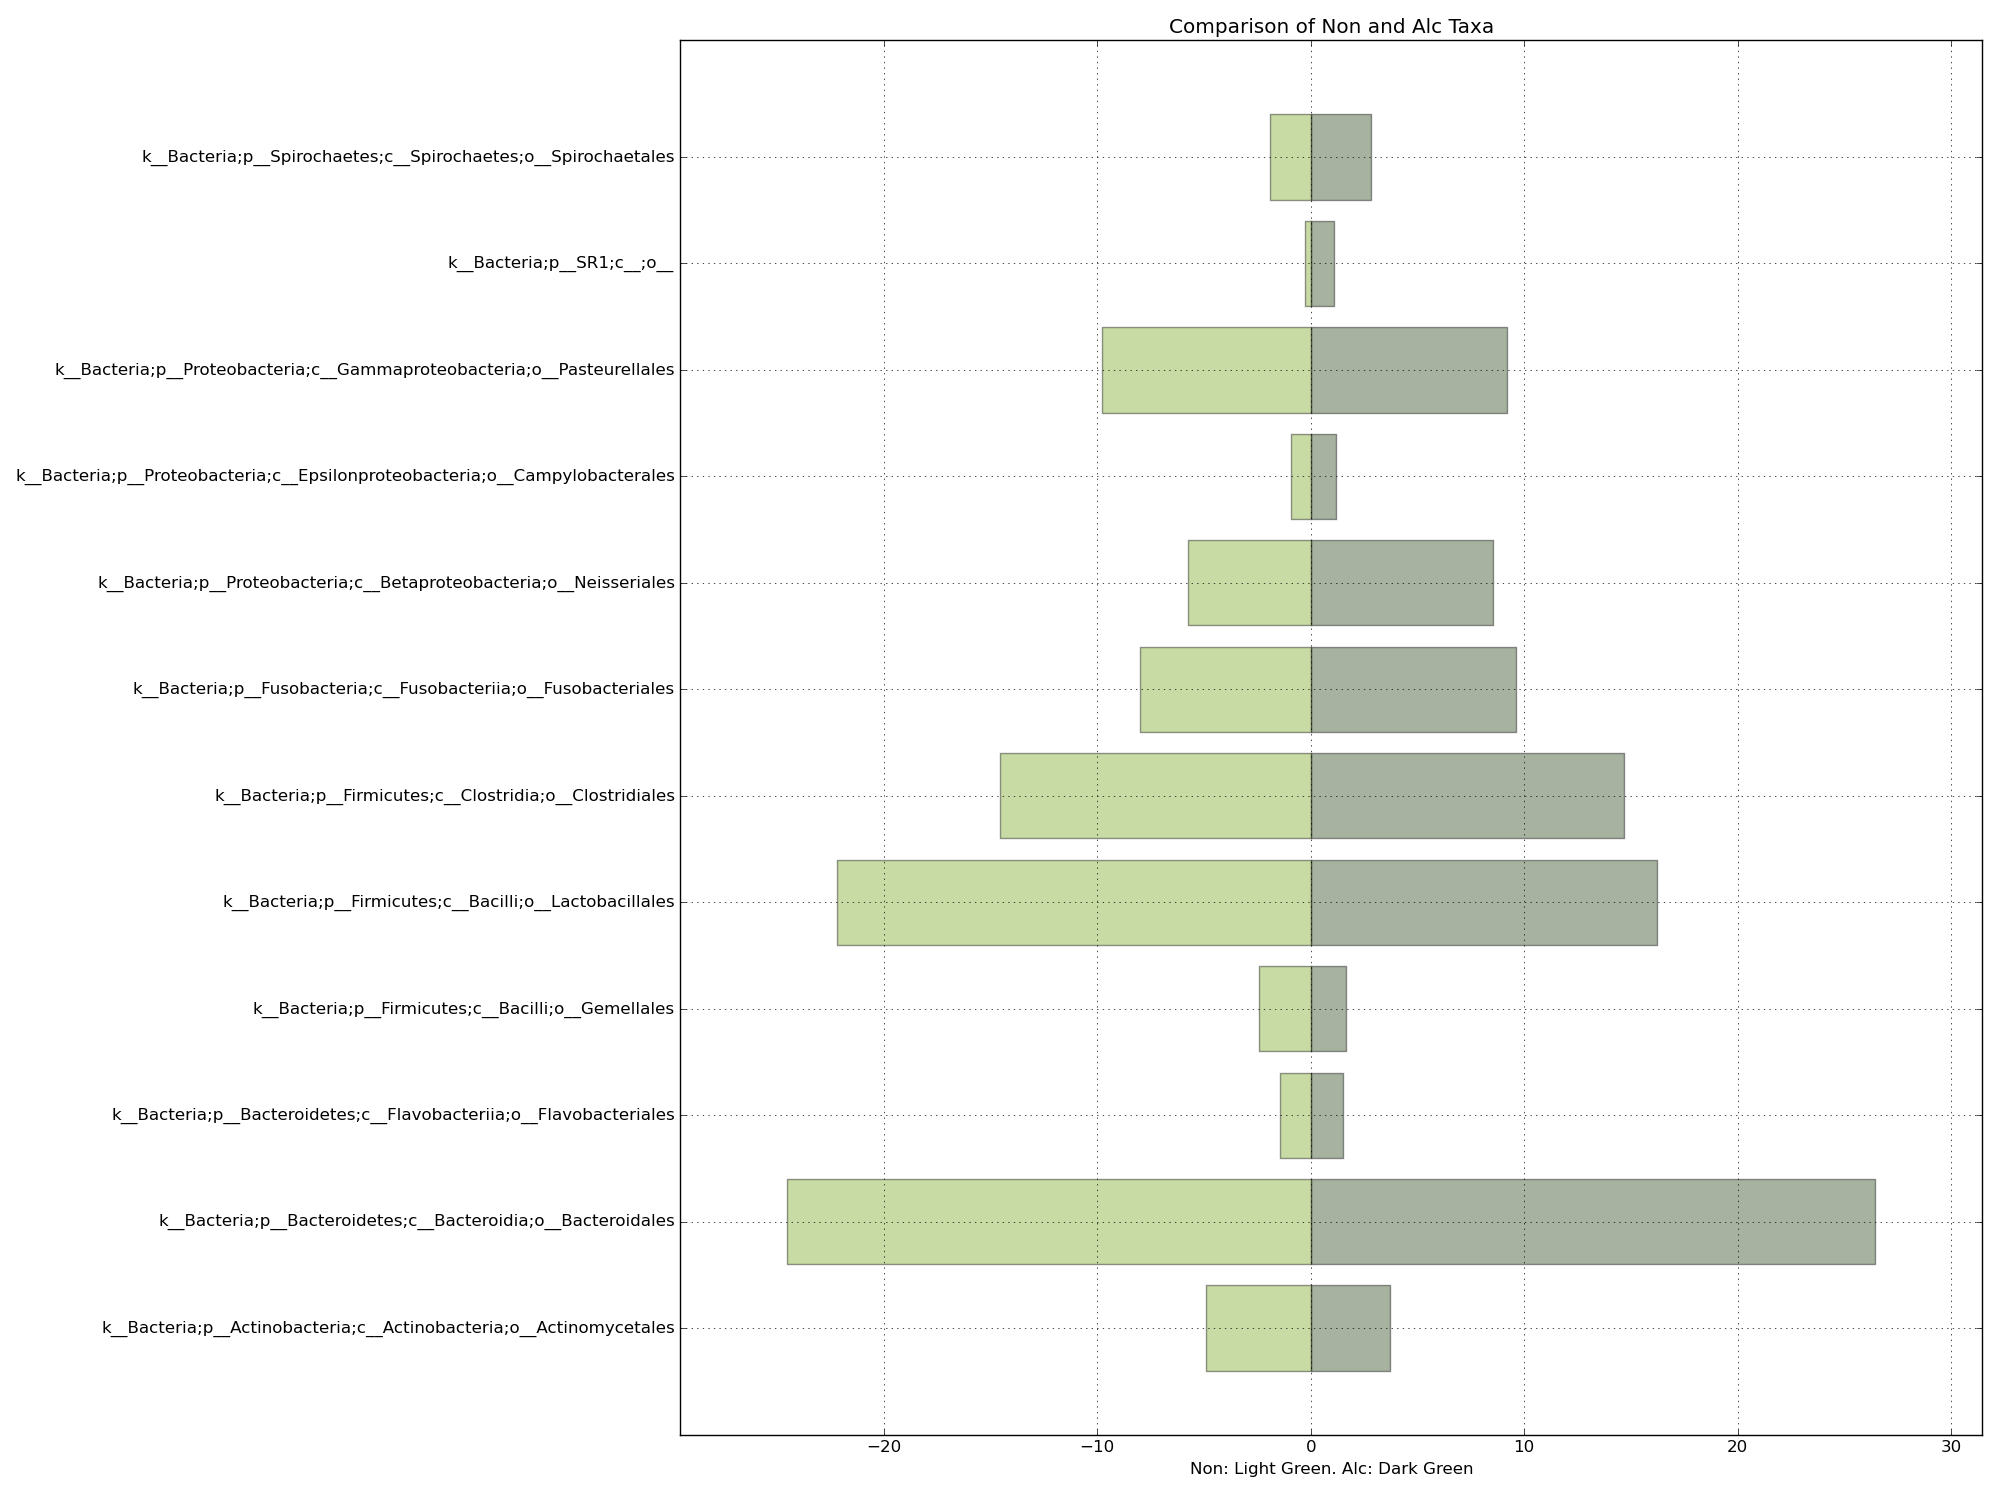 Comparison of Non and Alc Taxa
k__Bacteria;p__Spirochaetes;c__Spirochaetes;o__Spirochaetales
k__Bacteria;p__SR1;c__;o__
k__Bacteria;p__Proteobacteria;c__Gammaproteobacteria;o__Pasteurellales
k__Bacteria;p__Proteobacteria;c__Epsilonproteobacteria;o__Campylobacterales
k__Bacteria;p__Proteobacteria;c__Betaproteobacteria;o__Neisseriales
k__Bacteria;p__Fusobacteria;c__Fusobacteriia;o__Fusobacteriales
k__Bacteria;p__Firmicutes;c__Clostridia;o__Clostridiales
k__Bacteria;p__Firmicutes;c__Bacilli;o__Lactobacillales
k__Bacteria;p__Firmicutes;c__Bacilli;o__Gemellales
k__Bacteria;p__Bacteroidetes;c__Flavobacteriia;o__Flavobacteriales
k__Bacteria;p__Bacteroidetes;c__Bacteroidia;o__Bacteroidales
k__Bacteria;p__Actinobacteria;c__Actinobacteria;o__Actinomycetales
−20 −10 0 10 20 30
Non: Light Green. Alc: Dark Green